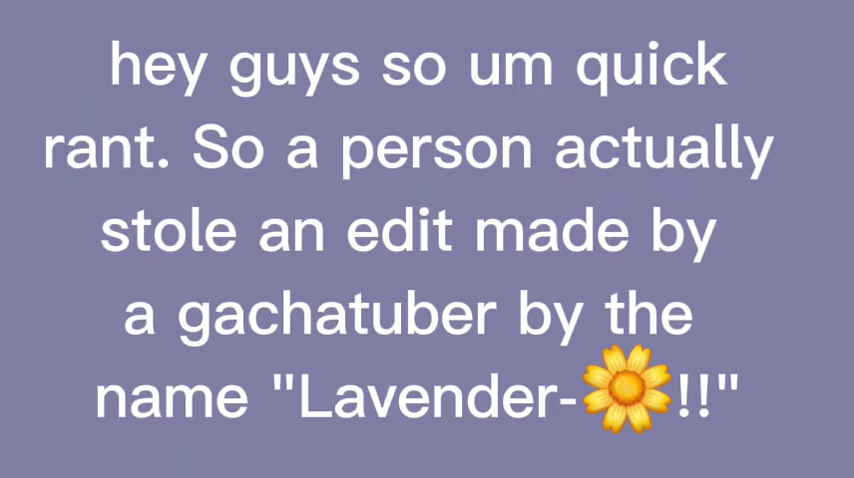 hey guys so um quick
rant. So a person actually
stole an edit made by
a gachatuber by the
name "Lavender-🌼!!"